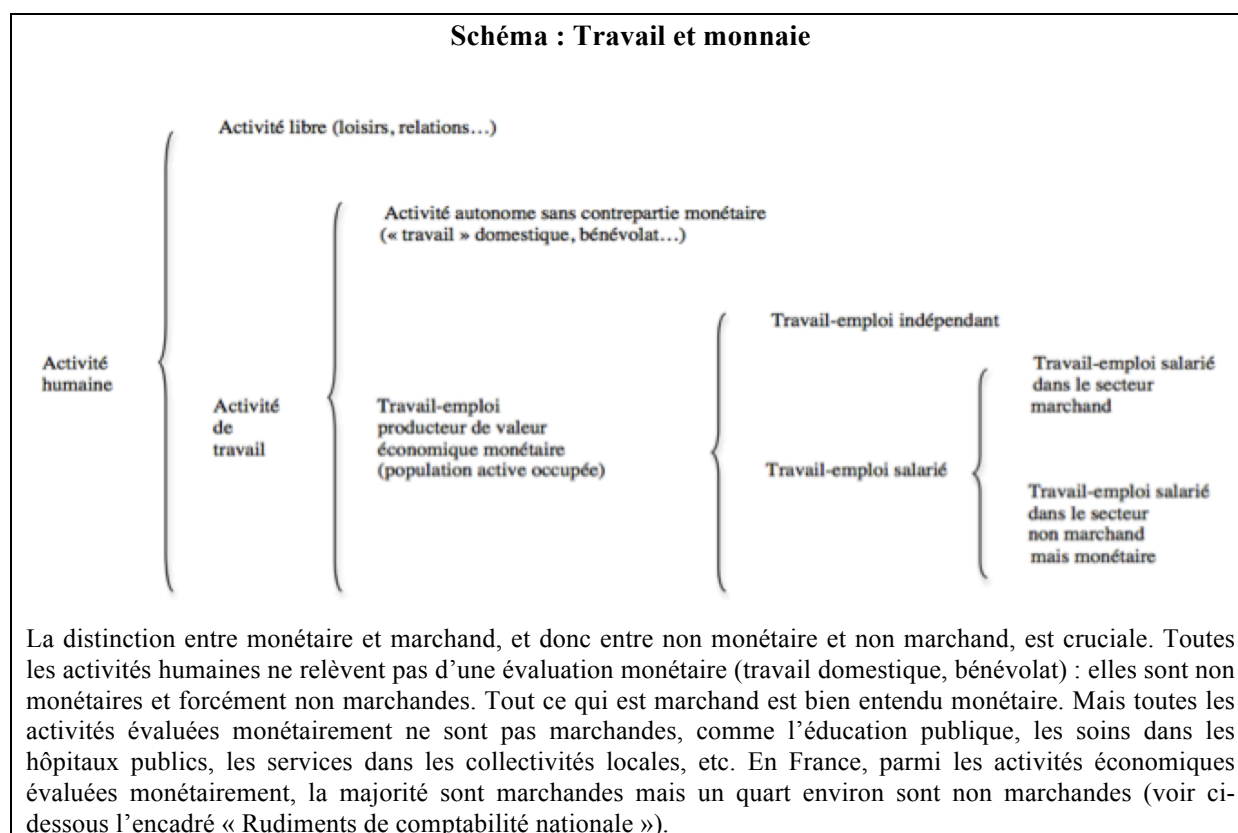 Schéma : Travail et monnaie
Activité libre (loisirs, relations…)
Activité autonome sans contrepartie monétaire
(« travail » domestique, bénévolat…)
Travail-emploi indépendant
Activité
humaine
Travail-emploi salarié
dans le secteur
marchand
Activité
de
travail
Travail-emploi
producteur de valeur
économique monétaire
(population active occupée)
Travail-emploi salarié
Travail-emploi salarié
dans le secteur
non marchand
mais monétaire
La distinction entre monétaire et marchand, et donc entre non monétaire et non marchand, est cruciale. Toutes
les activités humaines ne relèvent pas d’une évaluation monétaire (travail domestique, bénévolat) : elles sont non
monétaires et forcément non marchandes. Tout ce qui est marchand est bien entendu monétaire. Mais toutes les
activités évaluées monétairement ne sont pas marchandes, comme l’éducation publique, les soins dans les
hôpitaux publics, les services dans les collectivités locales, etc. En France, parmi les activités économiques
évaluées monétairement, la majorité sont marchandes mais un quart environ sont non marchandes (voir ci-
dessous l’encadré « Rudiments de comptabilité nationale »).